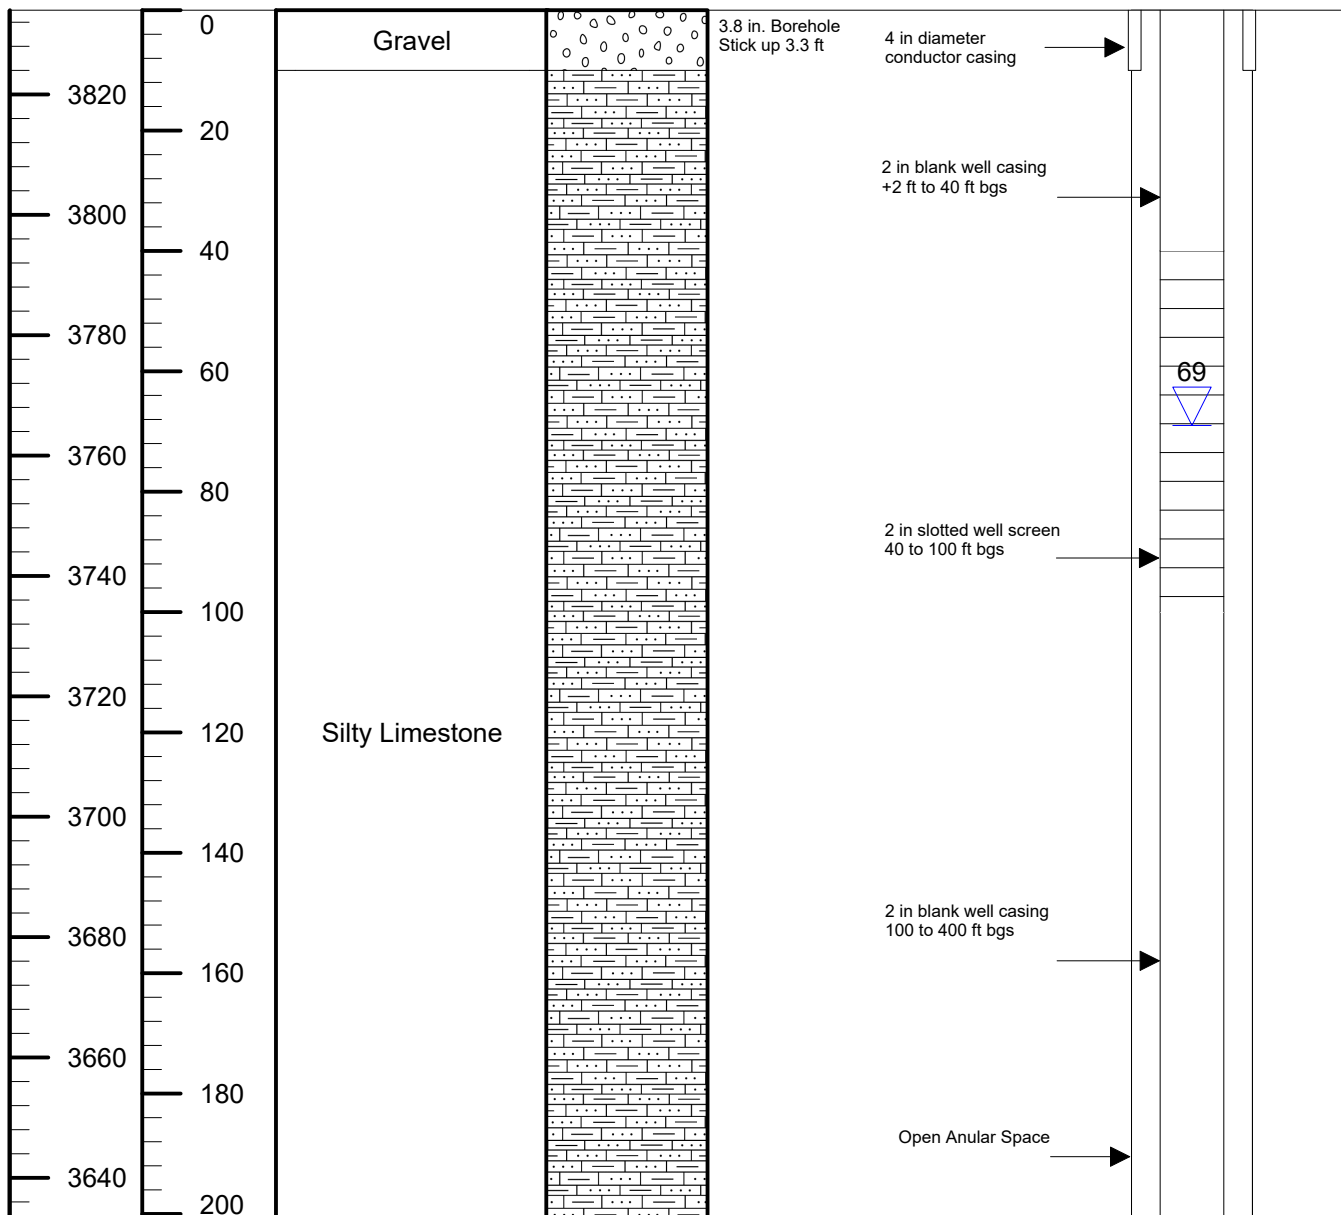 0
Gravel
3.8 in. Borehole
Stick up 3.3 ft
4 in diameter
conductor casing
3820
20
2 in blank well casing
+2 ft to 40 ft bgs
3800
40
3780
60
69
3760
80
2 in slotted well screen
40 to 100 ft bgs
3740
100
3720
120
Silty Limestone
3700
140
2 in blank well casing
100 to 400 ft bgs
3680
160
3660
180
Open Anular Space
3640
200